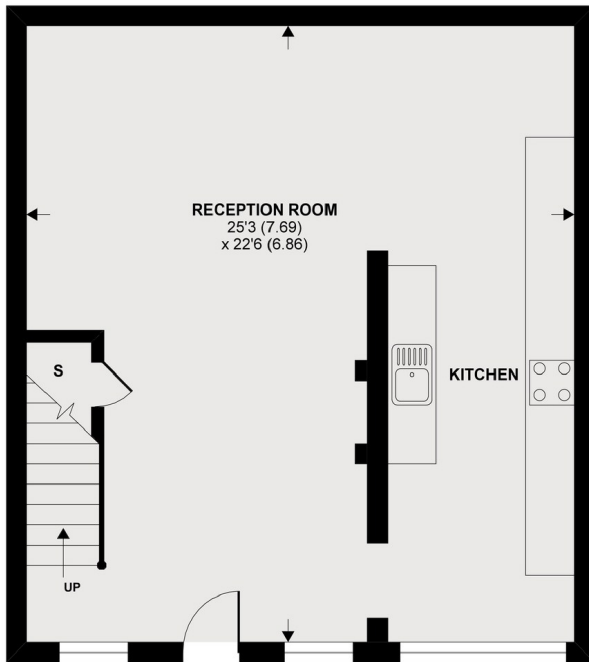 RECEPTION ROOM
25'3 (7.69)
x 22'6 (6.86)
S
KITCHEN
UP